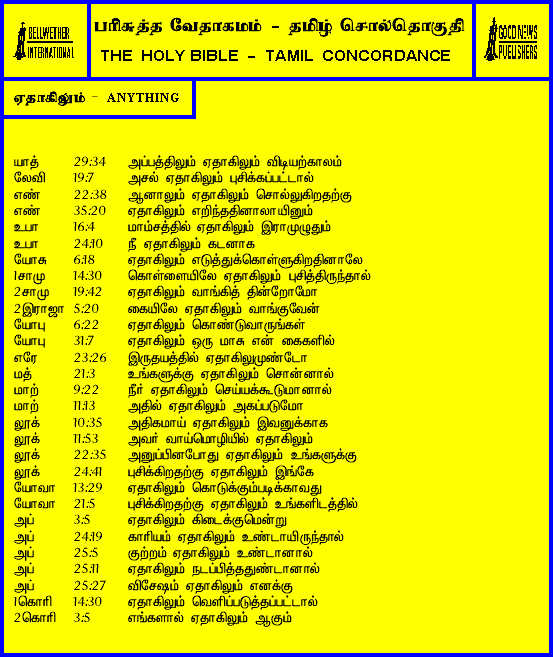 BELLWETHER
INTERNATIONAL
பரிசுத்த வேதாகமம் - தமிழ் சொல்தொகுதி
THE HOLY BIBLE - TAMIL CONCORDANCE
GOOD NEWS
PUBLISHERS
ஏதாகிலும் - ANYTHING
யாத் 29:34 அப்பத்திலும் ஏதாகிலும் விடியற்காலம்
லேவி 19:7 அசல் ஏதாகிலும் புசிக்கப்பட்டால்
எண் 22:38 ஆனாலும் ஏதாகிலும் சொல்லுகிறதற்கு
எண் 35:20 ஏதாகிலும் எறிந்ததினாலாயினும்
உபா 16:4 மாம்சத்தில் ஏதாகிலும் இராமுழுதும்
உபா 24:10 நீ ஏதாகிலும் கடனாக
யோசு 6:18 ஏதாகிலும் எடுத்துக்கொள்ளுகிறதினாலே
1சாமு 14:30 கொள்ளையிலே ஏதாகிலும் புசித்திருந்தால்
2சாமு 19:42 ஏதாகிலும் வாங்கித் தின்றோமோ
2இராஜா 5:20 கையிலே ஏதாகிலும் வாங்குவேன்
யோபு 6:22 ஏதாகிலும் கொண்டுவாருங்கள்
யோபு 31:7 ஏதாகிலும் ஒரு மாசு என் கைகளில்
எரே 23:26 இருதயத்தில் ஏதாகிலுமுண்டோ
மத் 21:3 உங்களுக்கு ஏதாகிலும் சொன்னால்
மாற் 9:22 நீர் ஏதாகிலும் செய்யக்கூடுமானால்
மாற் 11:13 அதில் ஏதாகிலும் அகப்படுமோ
லூக் 10:35 அதிகமாய் ஏதாகிலும் இவனுக்காக
லூக் 11:53 அவர் வாய்மொழியில் ஏதாகிலும்
லூக் 22:35 அனுப்பினபோது ஏதாகிலும் உங்களுக்கு
லூக் 24:41 புசிக்கிறதற்கு ஏதாகிலும் இங்கே
யோவா 13:29 ஏதாகிலும் கொடுக்கும்படிக்காவது
யோவா 21:5 புசிக்கிறதற்கு ஏதாகிலும் உங்களிடத்தில்
அப் 3:5 ஏதாகிலும் கிடைக்குமென்று
அப் 24:19 காரியம் ஏதாகிலும் உண்டாயிருந்தால்
அப் 25:5 குற்றம் ஏதாகிலும் உண்டானால்
அப் 25:11 ஏதாகிலும் நடப்பித்ததுண்டானால்
அப் 25:27 விசேஷம் ஏதாகிலும் எனக்கு
1கொரி 14:30 ஏதாகிலும் வெளிப்படுத்தப்பட்டால்
2கொரி 3:5 எங்களால் ஏதாகிலும் ஆகும்